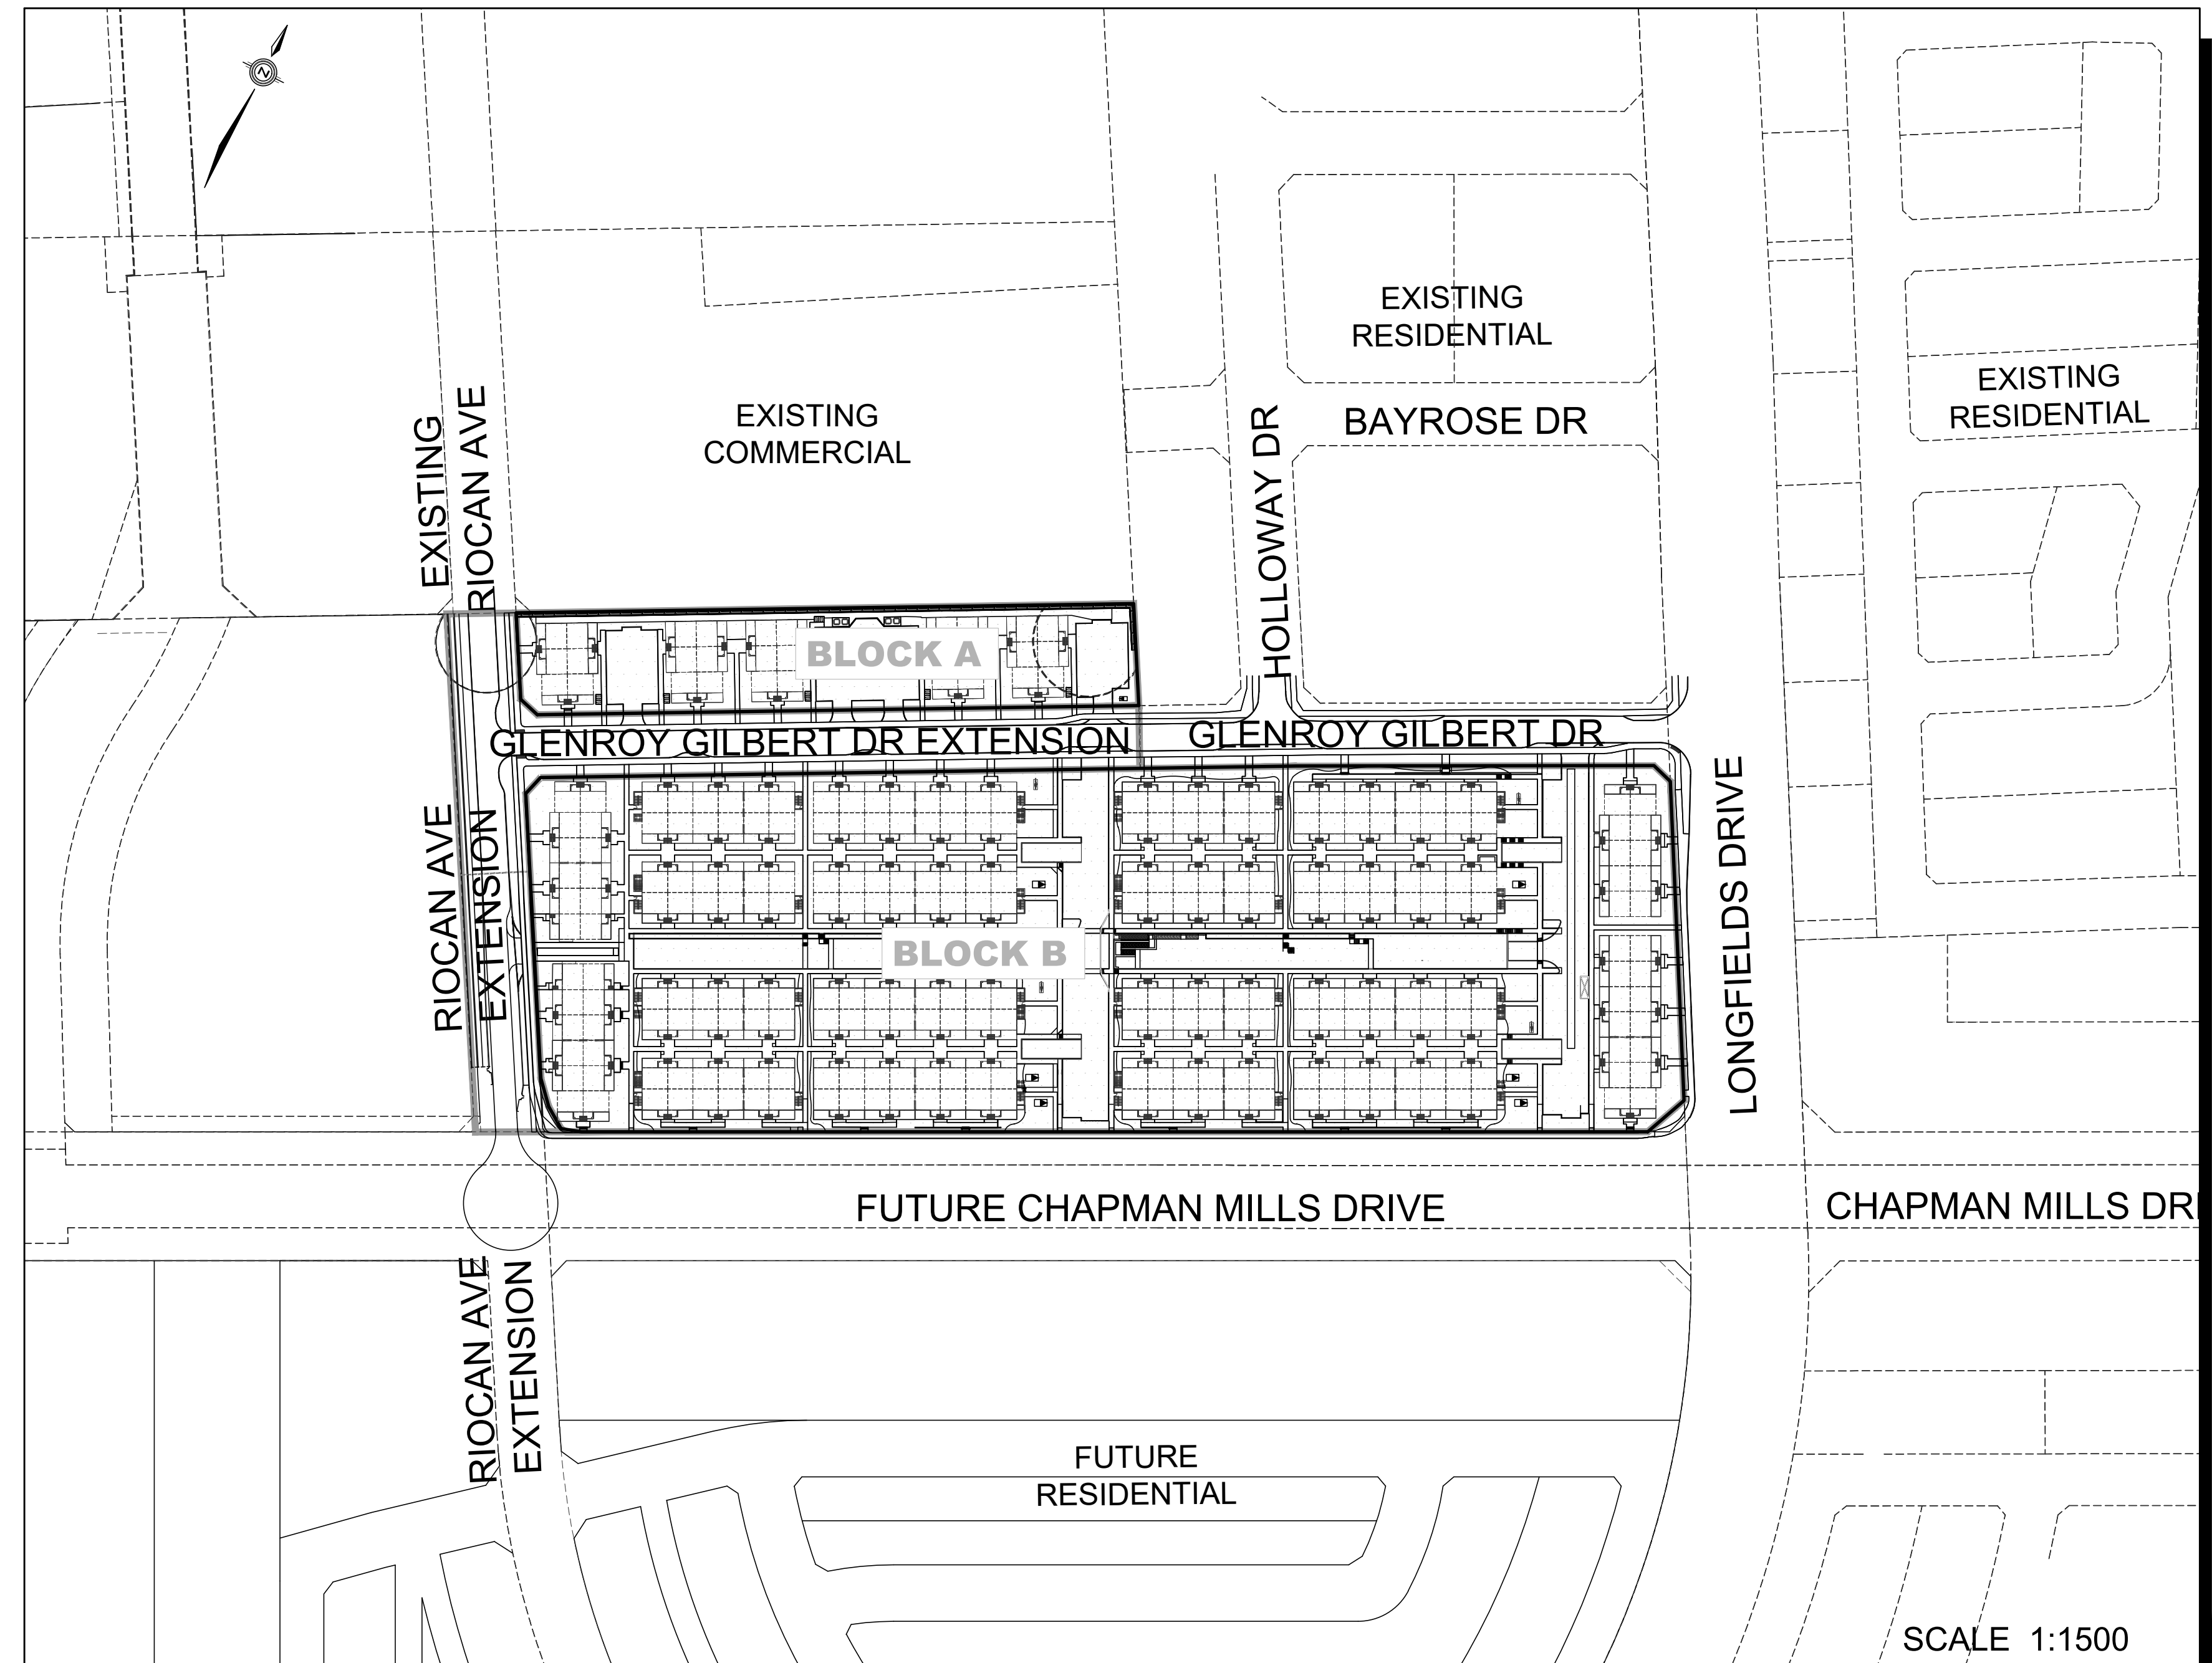 N
EXISTING
RESIDENTIAL
EXISTING
RESIDENTIAL
EXISTING
COMMERCIAL
BAYROSE DR
EXISTING
RIOCAN AVE
HOLLOWAY DR
BLOCK A
GLENROY GILBERT DR EXTENSION
GLENROY GILBERT DR
RIOCAN AVE
EXTENSION
BLOCK B
LONGFIELDS DRIVE
FUTURE CHAPMAN MILLS DRIVE
CHAPMAN MILLS DRI
RIOCAN AVE
EXTENSION
FUTURE
RESIDENTIAL
SCALE 1:1500